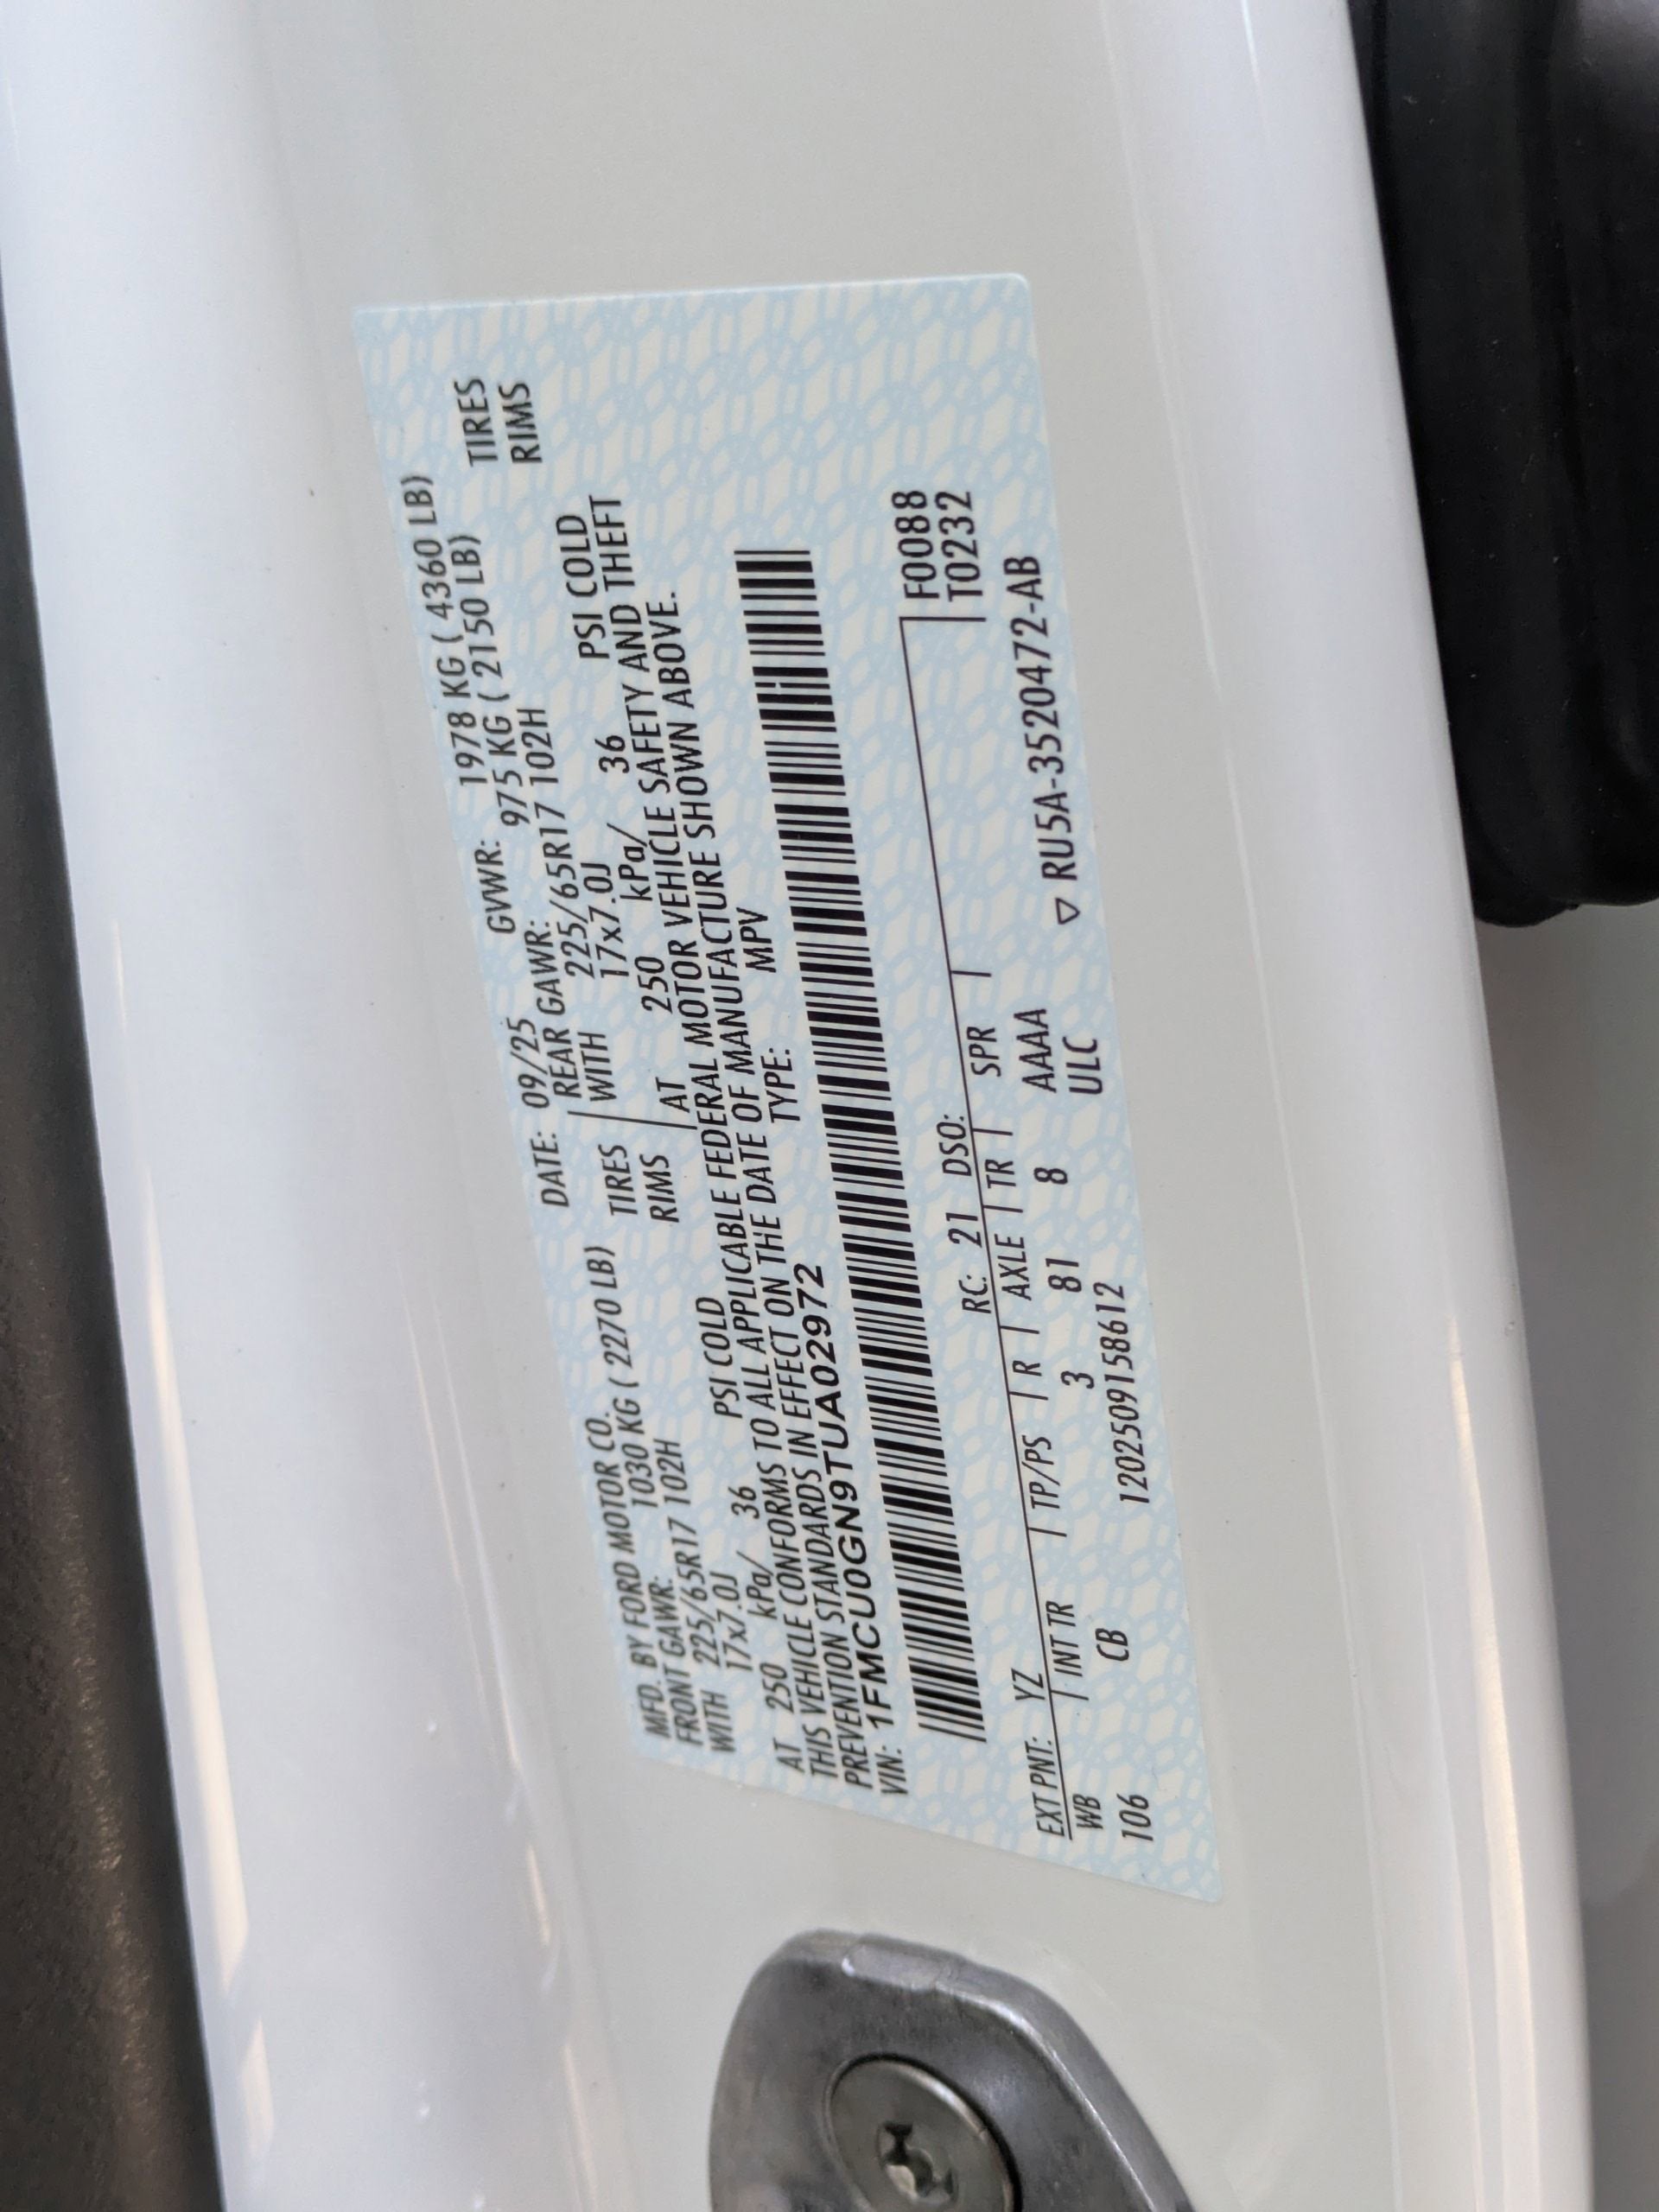 MFD. BY FORD MOTOR CO. DATE: 09/25 GVWR: 1978 KG ( 4360 LB)
FRONT GAWR: 1030 KG ( 2270 LB) REAR GAWR: 975 KG ( 2150 LB)
WITH 225/65R17 102H TIRES WITH 225/65R17 102H TIRES
17x7.0J RIMS 17x7.0J RIMS
AT 250 kPa/ 36 PSI COLD AT 250 kPa/ 36 PSI COLD
THIS VEHICLE CONFORMS TO ALL APPLICABLE FEDERAL MOTOR VEHICLE SAFETY AND THEFT
PREVENTION STANDARDS IN EFFECT ON THE DATE OF MANUFACTURE SHOWN ABOVE.
VIN: 1FMCU0GN9TUA02972 TYPE: MPV
EXT PNT: YZ RC: 21 DSO: F0088
WB INT TR TP/PS R AXLE TR SPR T0232
106 CB 3 81 8 AAAA
120250915861​2 ULC ▽ RU5A-3520472-AB